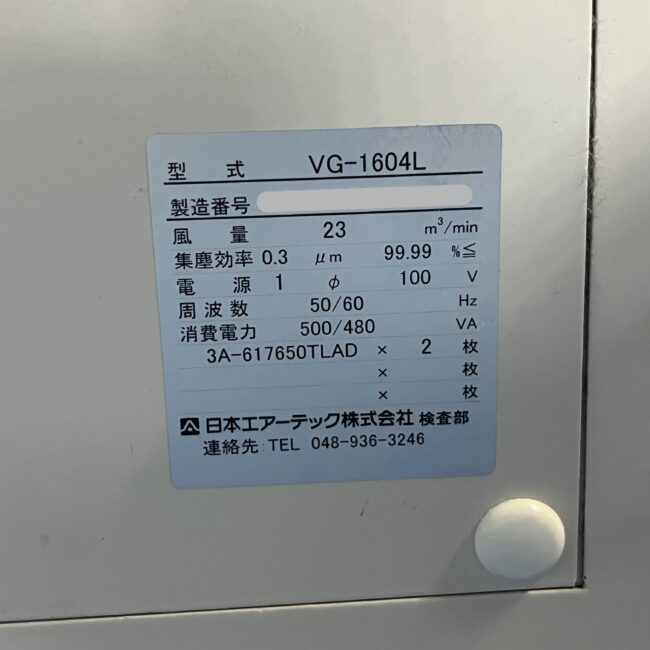 型 式 VG-1604L
製造番号
風 量 23 m³/min
集塵効率 0.3 μm 99.99 %≦
電 源 1 φ 100 V
周波数 50/60 Hz
消費電力 500/480 VA
3A-617650TLAD × 2 枚
× 枚
× 枚
日本エアーテック株式会社 検査部
連絡先:TEL 048-936-3246